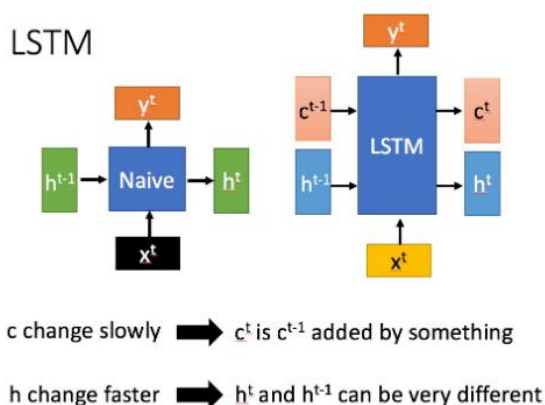 LSTM
yᵗ
hᵗ⁻¹
Naive
hᵗ
xᵗ
yᵗ
cᵗ⁻¹
cᵗ
LSTM
hᵗ⁻¹
hᵗ
xᵗ
c change slowly cᵗ is cᵗ⁻¹ added by something
h change faster hᵗ and hᵗ⁻¹ can be very different